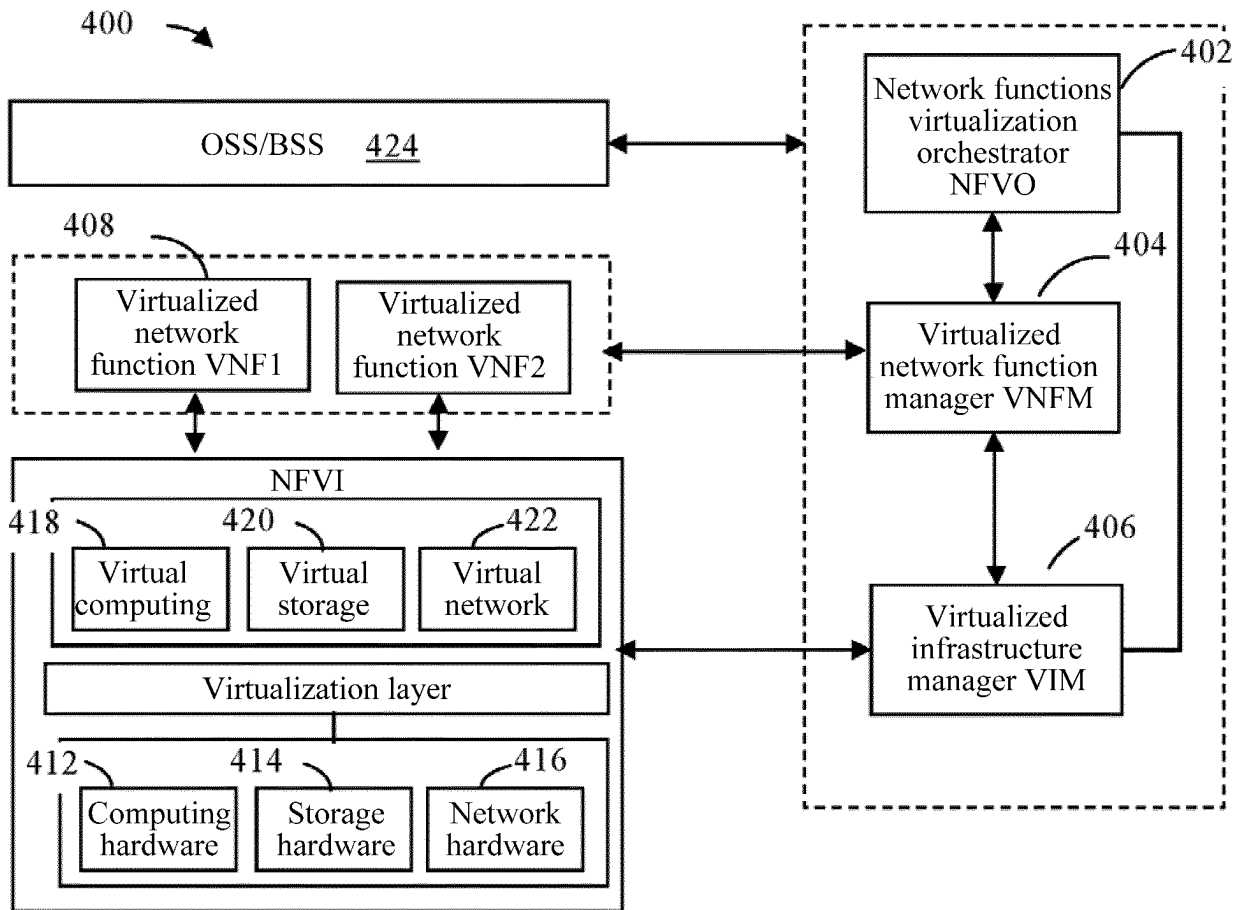 400
402
Network functions
virtualization
orchestrator
NFVO
OSS/BSS 424
408
404
Virtualized
network
function VNF1
Virtualized
network
function VNF2
Virtualized
network function
manager VNFM
NFVI
418
420
422
Virtual
computing
Virtual
storage
Virtual
network
406
Virtualized
infrastructure
manager VIM
Virtualization layer
412
414
416
Computing
hardware
Storage
hardware
Network
hardware